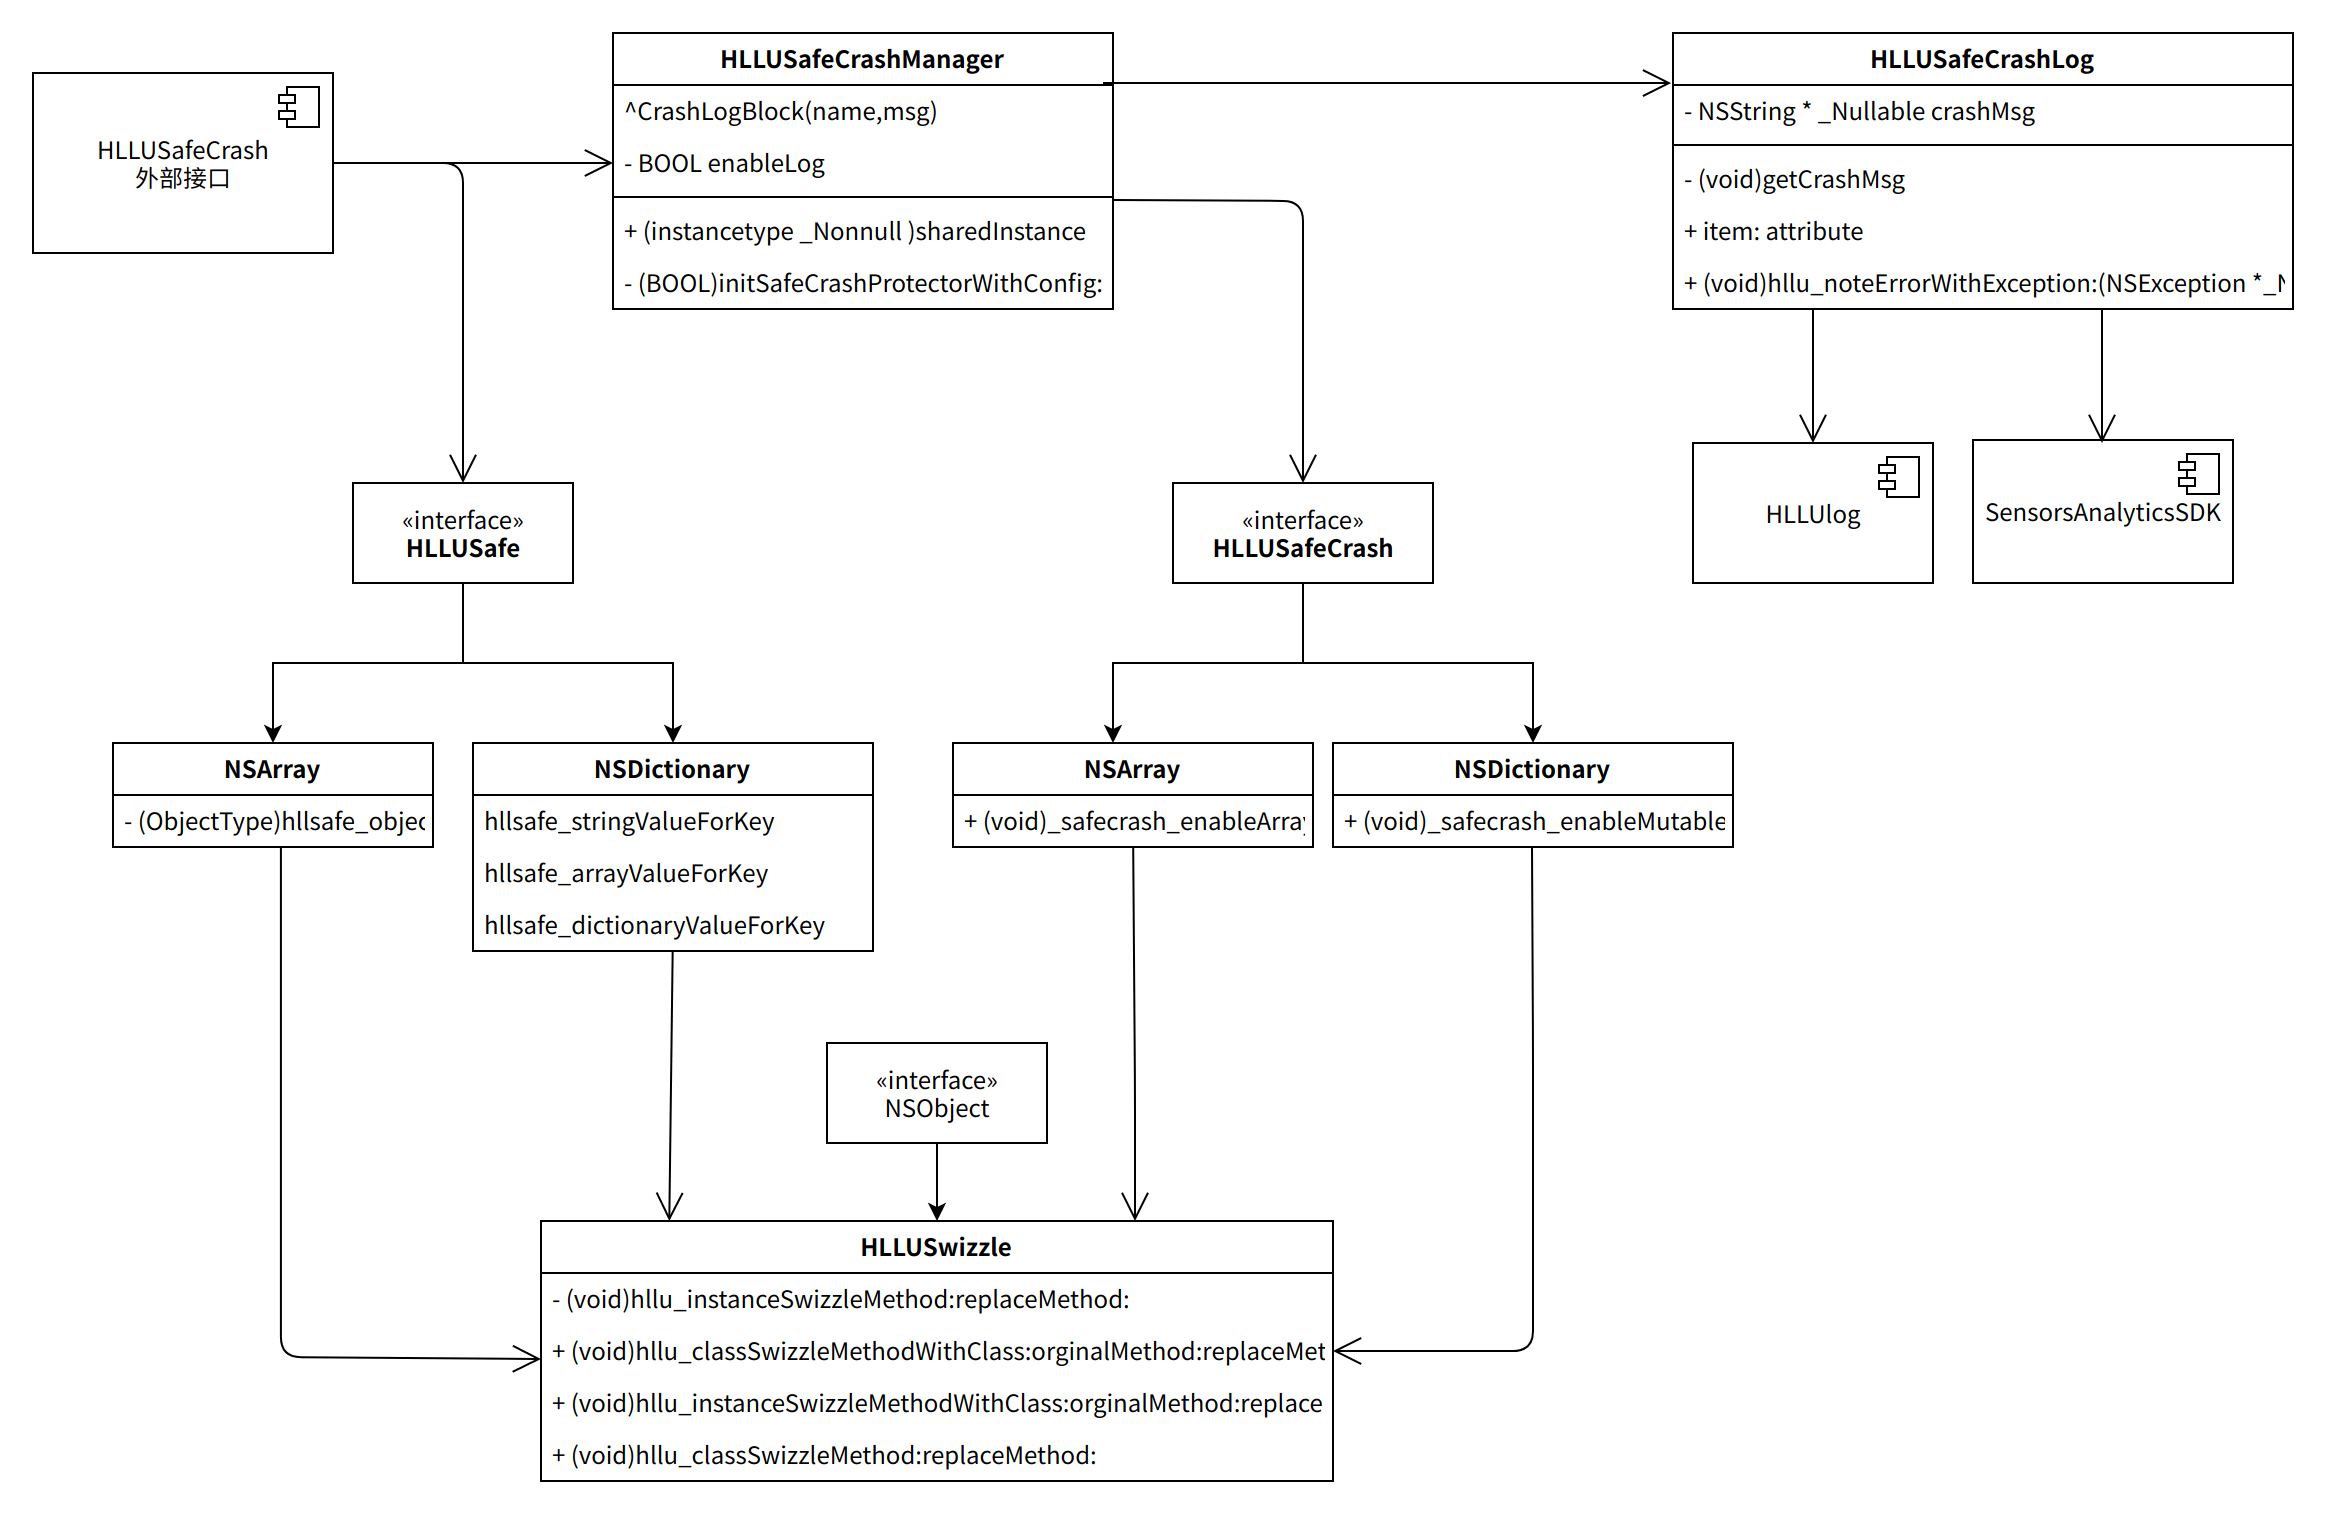 HLLUSafeCrash
外部接口
HLLUSafeCrashManager
^CrashLogBlock(name,msg)
- BOOL enableLog
+ (instancetype _Nonnull )sharedInstance
- (BOOL)initSafeCrashProtectorWithConfig:
HLLUSafeCrashLog
- NSString * _Nullable crashMsg
- (void)getCrashMsg
+ item: attribute
+ (void)hllu_noteErrorWithException:(NSException *_N
«interface»
HLLUSafe
«interface»
HLLUSafeCrash
HLLUlog
SensorsAnalyticsSDK
NSArray
- (ObjectType)hllsafe_objec
NSDictionary
hllsafe_stringValueForKey
hllsafe_arrayValueForKey
hllsafe_dictionaryValueForKey
NSArray
+ (void)_safecrash_enableArray
NSDictionary
+ (void)_safecrash_enableMutable
«interface»
NSObject
HLLUSwizzle
- (void)hllu_instanceSwizzleMethod:replaceMethod:
+ (void)hllu_classSwizzleMethodWithClass:orginalMethod:replaceMet
+ (void)hllu_instanceSwizzleMethodWithClass:orginalMethod:replace
+ (void)hllu_classSwizzleMethod:replaceMethod: